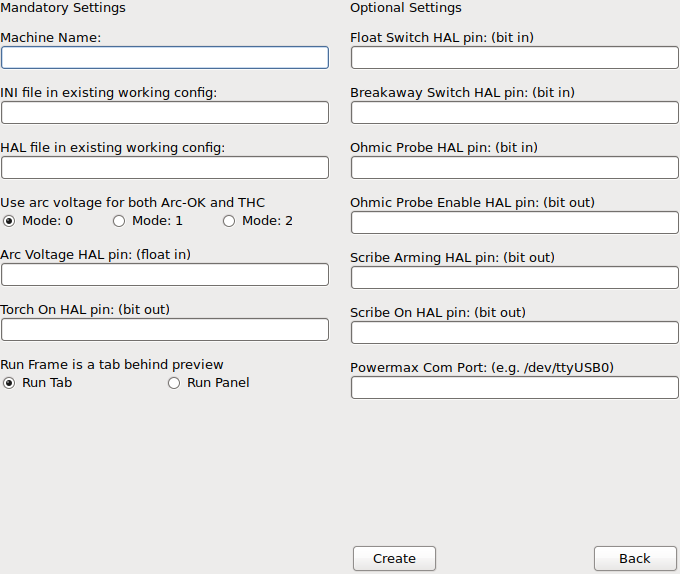 Mandatory Settings
Machine Name:
INI file in existing working config:
HAL file in existing working config:
Use arc voltage for both Arc-OK and THC
Mode: 0 Mode: 1 Mode: 2
Arc Voltage HAL pin: (float in)
Torch On HAL pin: (bit out)
Run Frame is a tab behind preview
Run Tab Run Panel
Optional Settings
Float Switch HAL pin: (bit in)
Breakaway Switch HAL pin: (bit in)
Ohmic Probe HAL pin: (bit in)
Ohmic Probe Enable HAL pin: (bit out)
Scribe Arming HAL pin: (bit out)
Scribe On HAL pin: (bit out)
Powermax Com Port: (e.g. /dev/ttyUSB0)
Create Back